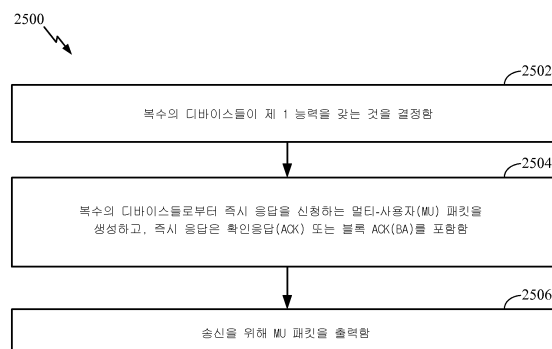 2500
2502
복수의 디바이스들이 제 1 능력을 갖는 것을 결정함
2504
복수의 디바이스들로부터 즉시 응답을 신청하는 멀티-사용자(MU) 패킷을
생성하고, 즉시 응답은 확인응답(ACK) 또는 블록 ACK(BA)를 포함함
2506
송신을 위해 MU 패킷을 출력함